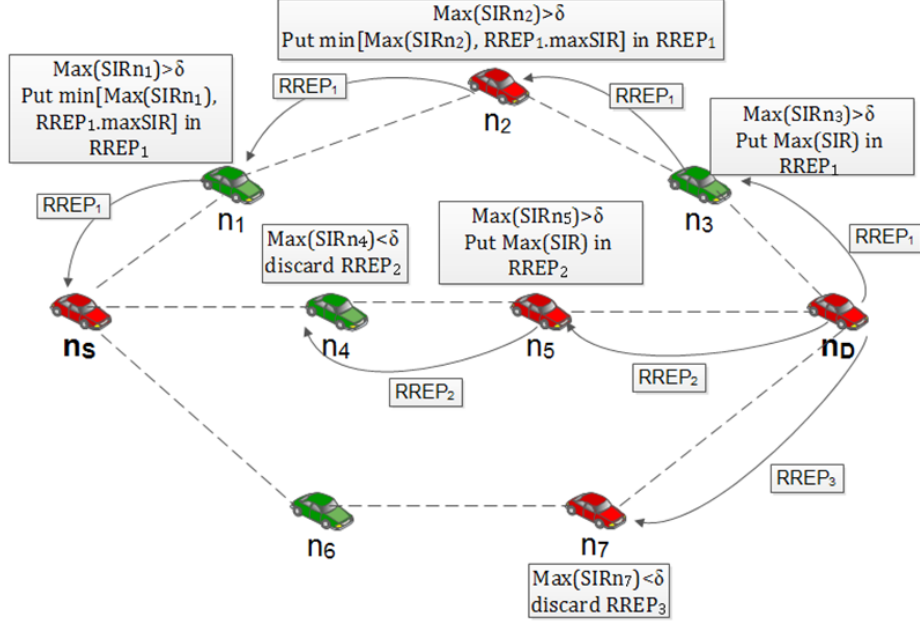 Max(SIRn₂)>δ
Put min[Max(SIRn₂), RREP₁.maxSIR] in RREP₁
Max(SIRn₁)>δ
Put min[Max(SIRn₁),
RREP₁.maxSIR] in
RREP₁
RREP₁
RREP₁
n₂
Max(SIRn₃)>δ
Put Max(SIR) in
RREP₁
RREP₁
n₁
n₃
Max(SIRn₄)<δ
discard RREP₂
Max(SIRn₅)>δ
Put Max(SIR) in
RREP₂
RREP₁
nS
n₄
n₅
nD
RREP₂
RREP₂
RREP₃
n₆
n₇
Max(SIRn₇)<δ
discard RREP₃